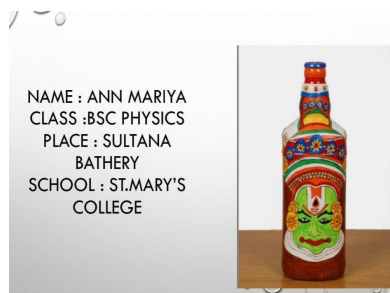 NAME : ANN MARIYA
CLASS :BSC PHYSICS
PLACE : SULTANA
BATHERY
SCHOOL : ST.MARY'S
COLLEGE